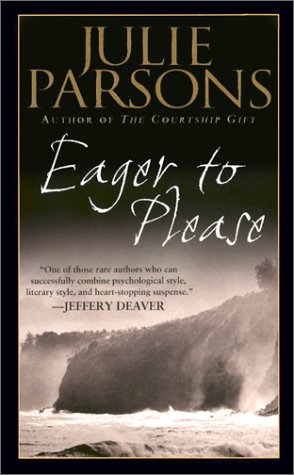 JULIE
PARSONS
AUTHOR OF THE COURTSHIP GIFT
Eager to
Please
“One of those rare authors who can
successfully combine psychological style,
literary style, and heart-stopping suspense.”
—JEFFERY DEAVER